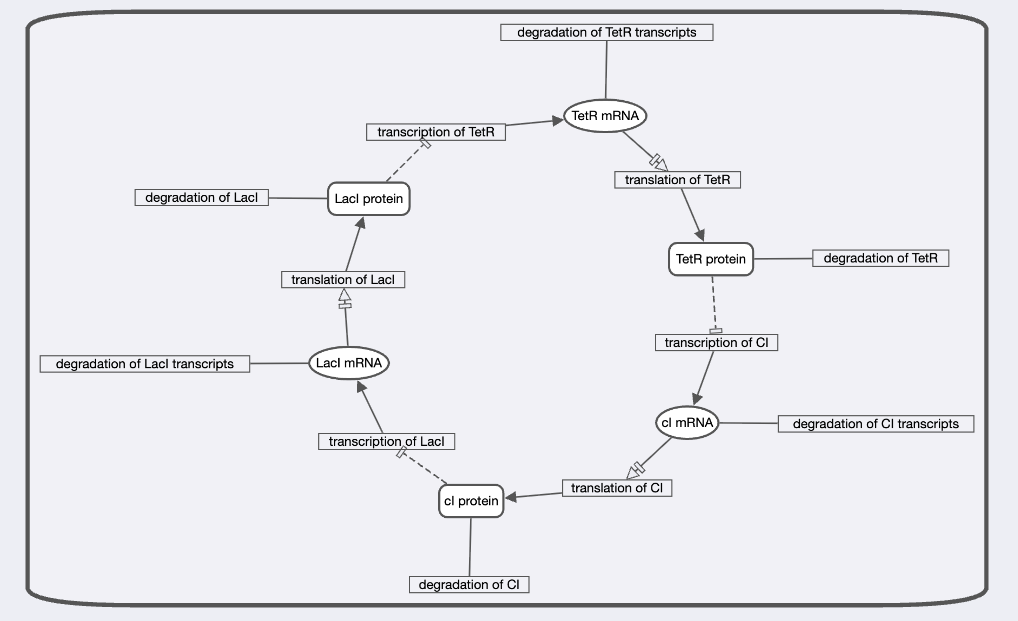 degradation of TetR transcripts
TetR mRNA
transcription of TetR
translation of TetR
degradation of LacI
LacI protein
TetR protein
degradation of TetR
translation of LacI
transcription of CI
degradation of LacI transcripts
LacI mRNA
cI mRNA
degradation of CI transcripts
transcription of LacI
translation of CI
cI protein
degradation of CI